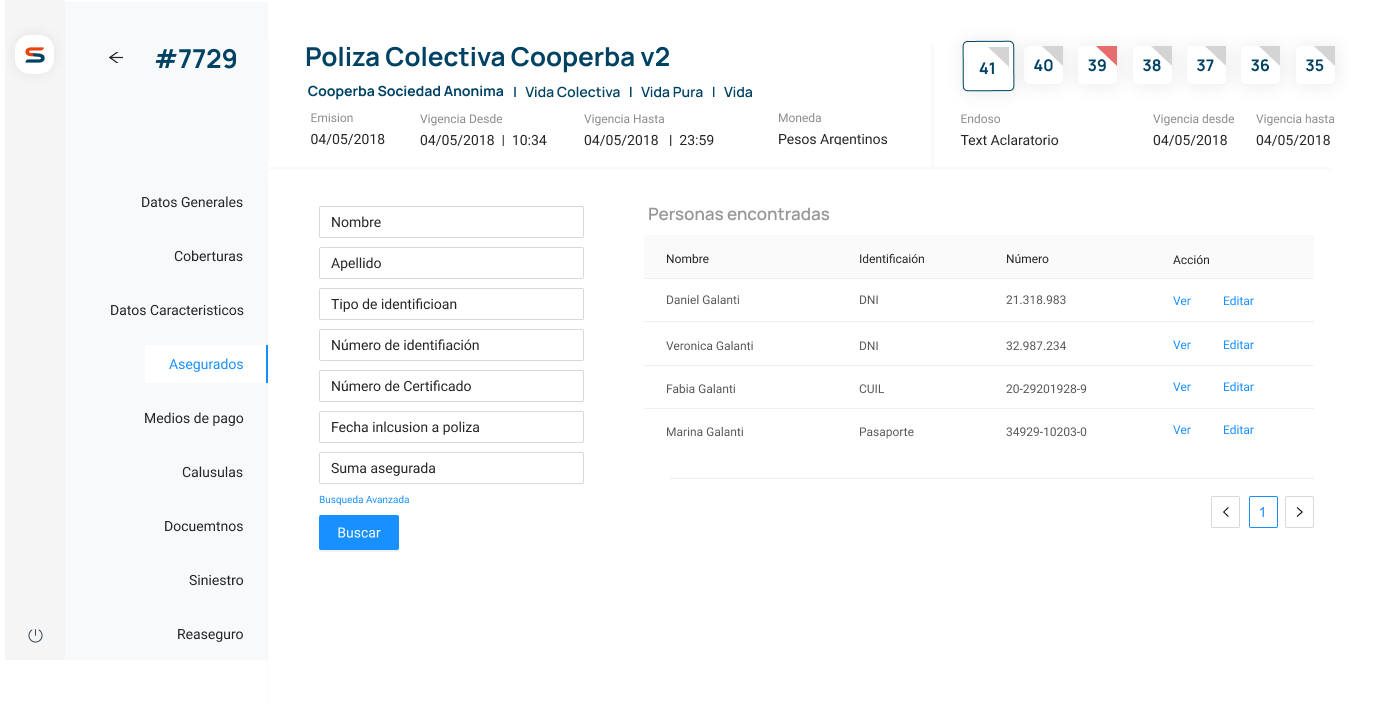 S
#7729
Datos Generales
Coberturas
Datos Caracteristicos
Asegurados
Medios de pago
Calusulas
Docuemtnos
Siniestro
Reaseguro
Poliza Colectiva Cooperba v2
Cooperba Sociedad Anonima | Vida Colectiva | Vida Pura | Vida
Emision Vigencia Desde Vigencia Hasta Moneda
04/05/2018 04/05/2018 | 10:34 04/05/2018 | 23:59 Pesos Argentinos
41 40 39 38 37 36 35
Endoso Vigencia desde Vigencia hasta
Text Aclaratorio 04/05/2018 04/05/2018
Nombre
Apellido
Tipo de identificioan
Número de identifiación
Número de Certificado
Fecha inlcusion a poliza
Suma asegurada
Busqueda Avanzada
Buscar
Personas encontradas
Nombre Identificaión Número Acción
Daniel Galanti DNI 21.318.983 Ver Editar
Veronica Galanti DNI 32.987.234 Ver Editar
Fabia Galanti CUIL 20-29201928-9 Ver Editar
Marina Galanti Pasaporte 34929-10203-0 Ver Editar
1